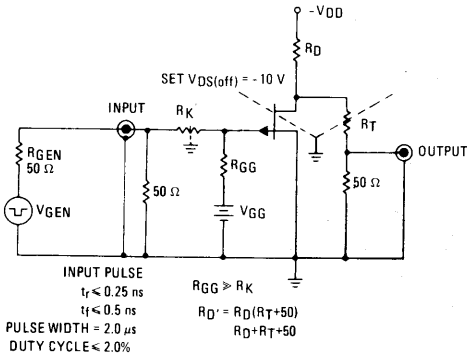 -VDD
RD
SET VDS(off) = -10 V
INPUT
RK
RT
OUTPUT
RGEN
50 Ω
50 Ω
RGG
50 Ω
VGEN
VGG
INPUT PULSE
tr ⩽ 0.25 ns
tf ⩽ 0.5 ns
PULSE WIDTH = 2.0 μs
DUTY CYCLE ⩽ 2.0%
RGG ⩾ RK
RD' = RD(RT+50)
RD+RT+50